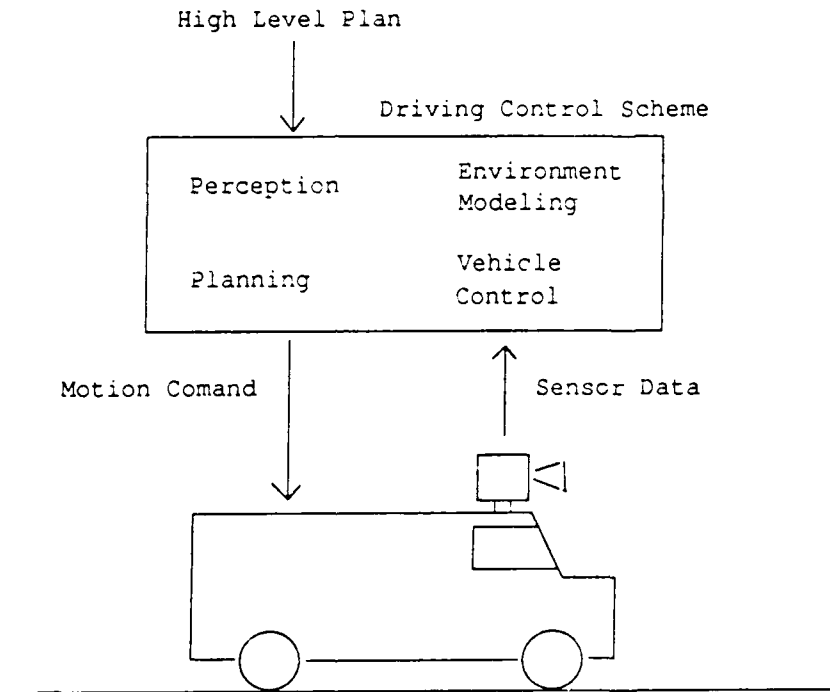 High Level Plan
Driving Control Scheme
Perception
Environment
Modeling
Planning
Vehicle
Control
Motion Comand
Sensor Data